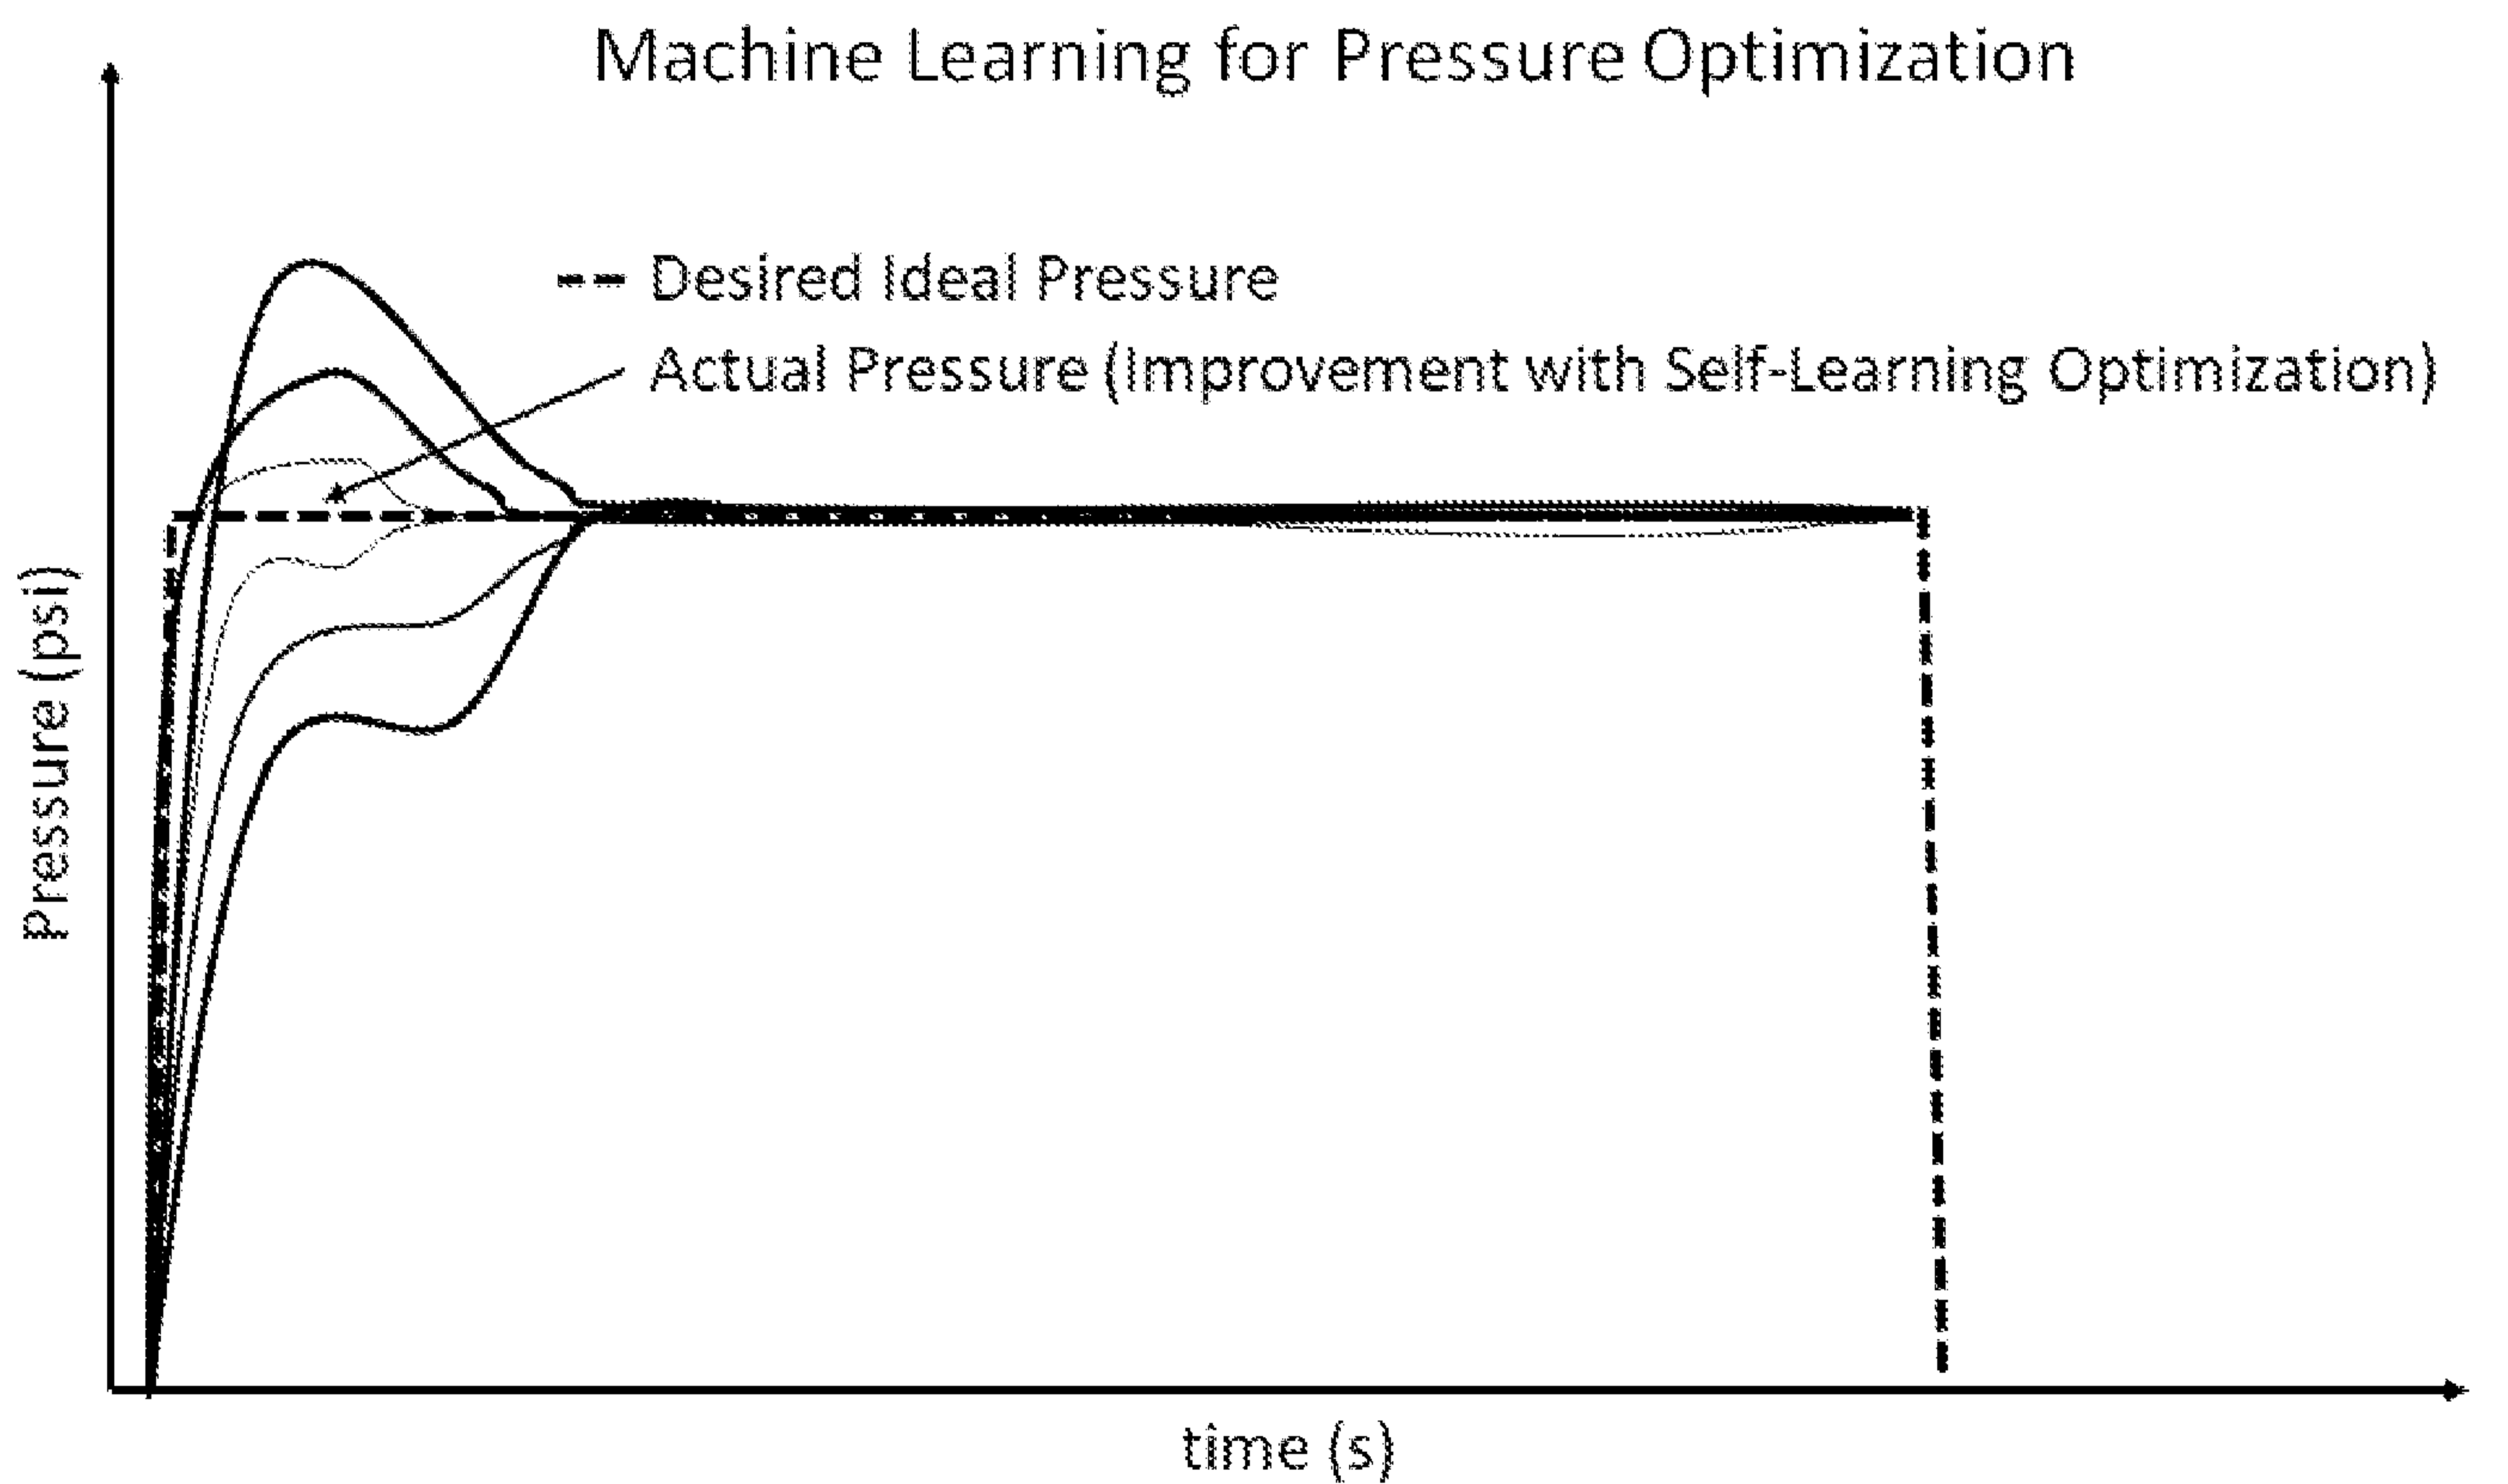 Machine Learning for Pressure Optimization
Desired Ideal Pressure
Actual Pressure (Improvement with Self-Learning Optimization)
Pressure (psi)
time (s)